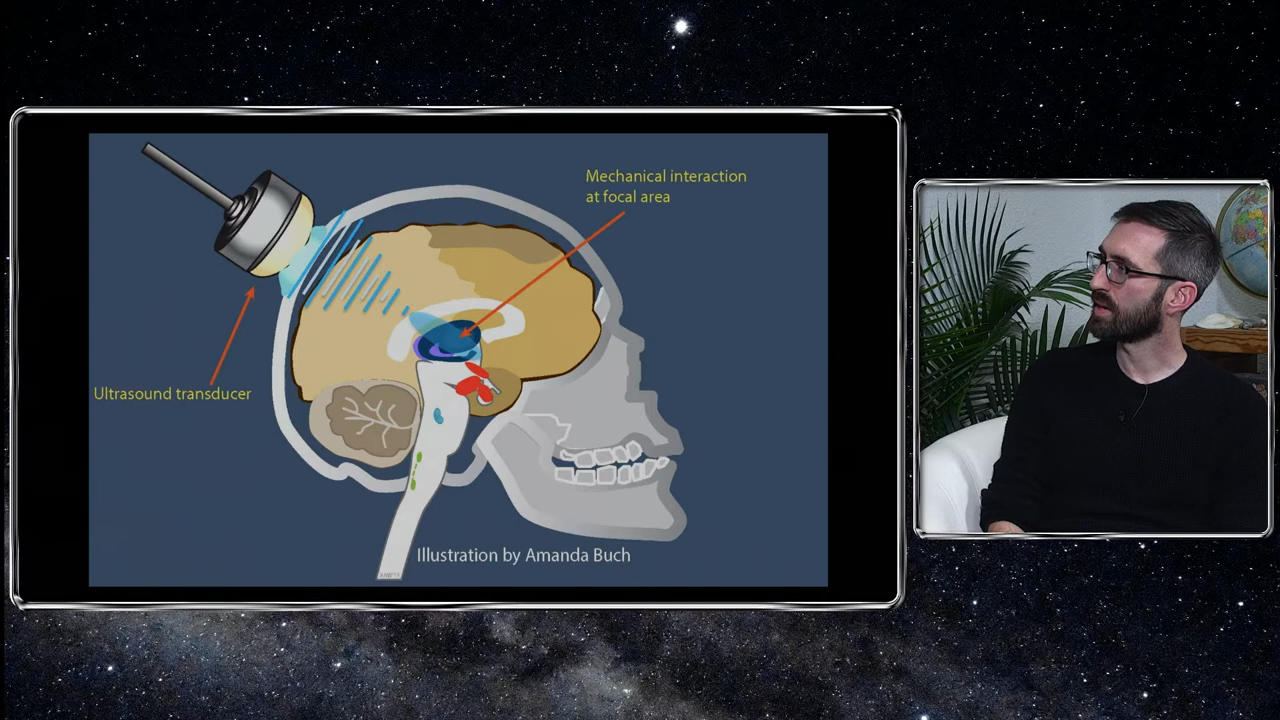 Mechanical interaction
at focal area
Ultrasound transducer
Illustration by Amanda Buch